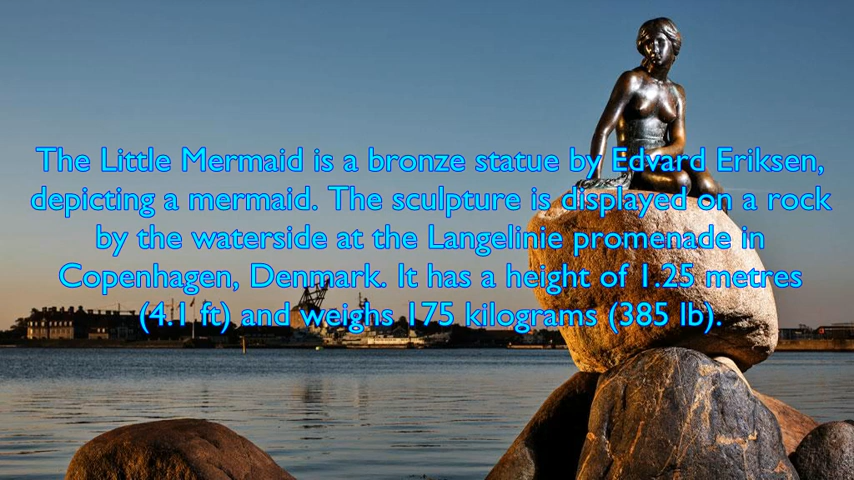 The Little Mermaid is a bronze statue by Edvard Eriksen,
depicting a mermaid. The sculpture is displayed on a rock
by the waterside at the Langelinie promenade in
Copenhagen, Denmark. It has a height of 1.25 metres
(4.1 ft) and weighs 175 kilograms (385 lb).